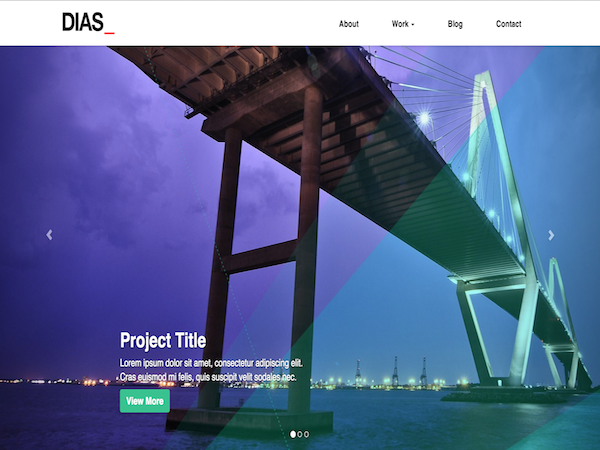 DIAS_
About Work Blog Contact
Project Title
Lorem ipsum dolor sit amet, consectetur adipiscing elit.
Cras euismod mi felis, quis suscipit velit sodales nec.
View More